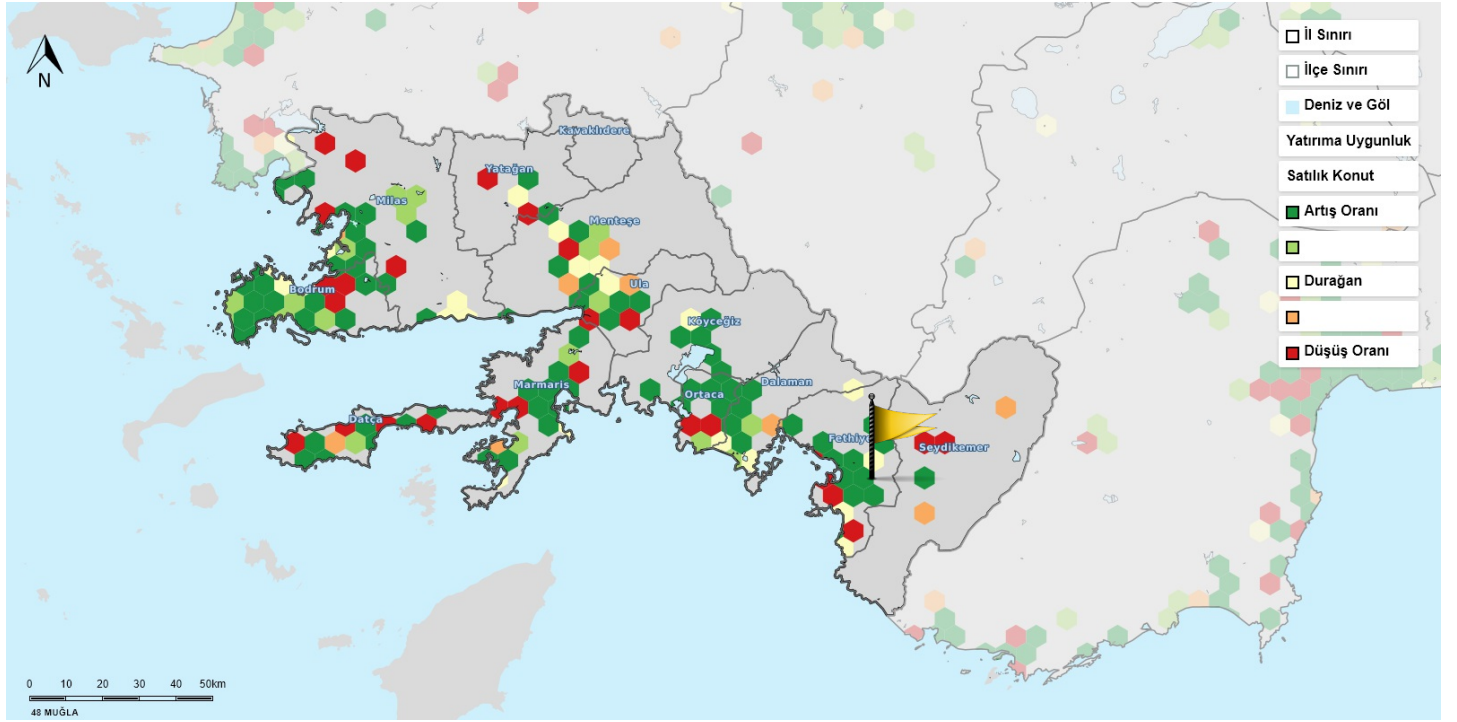 N
Kavaklıdere
Yatağan
Milas
Menteşe
Ula
Bodrum
Köyceğiz
Marmaris
Dalaman
Ortaca
Datça
Fethiye
Seydikemer
İl Sınırı
İlçe Sınırı
Deniz ve Göl
Yatırıma Uygunluk
Satılık Konut
Artış Oranı
Durağan
Düşüş Oranı
0 10 20 30 40 50km
48 MUĞLA